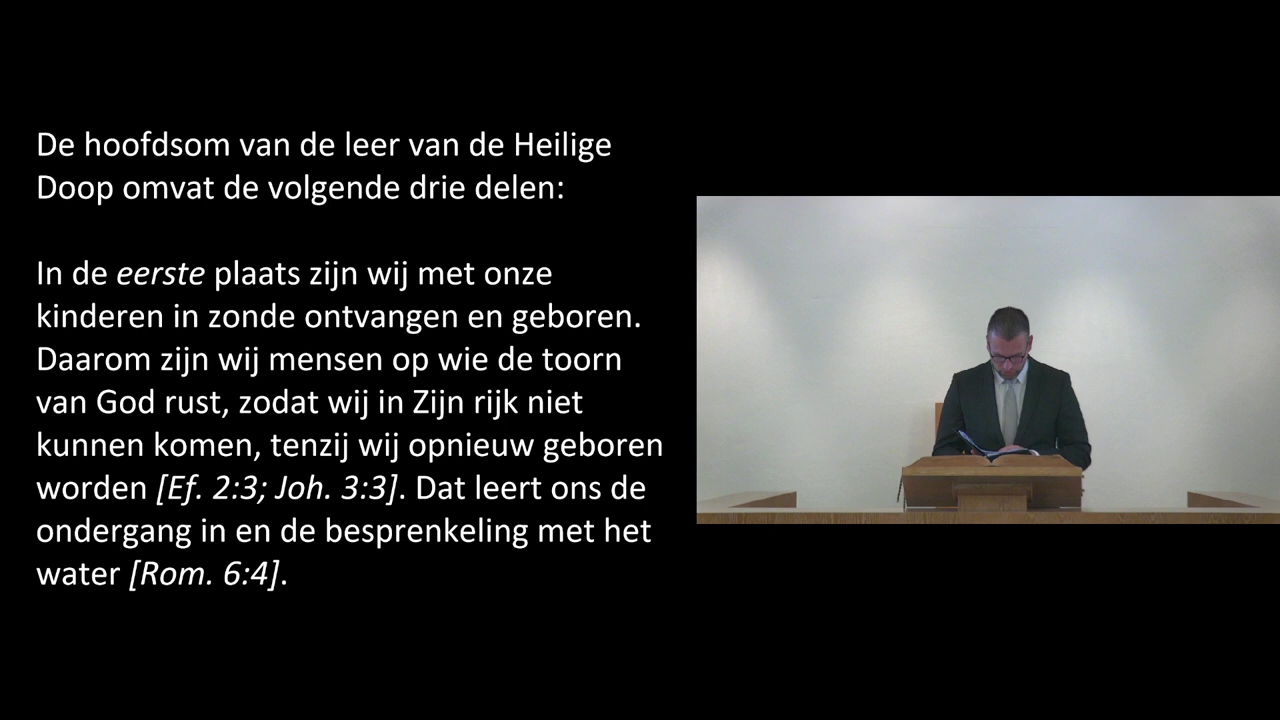 De hoofdsom van de leer van de Heilige
Doop omvat de volgende drie delen:
In de eerste plaats zijn wij met onze
kinderen in zonde ontvangen en geboren.
Daarom zijn wij mensen op wie de toorn
van God rust, zodat wij in Zijn rijk niet
kunnen komen, tenzij wij opnieuw geboren
worden [Ef. 2:3; Joh. 3:3]. Dat leert ons de
ondergang in en de besprenkeling met het
water [Rom. 6:4].